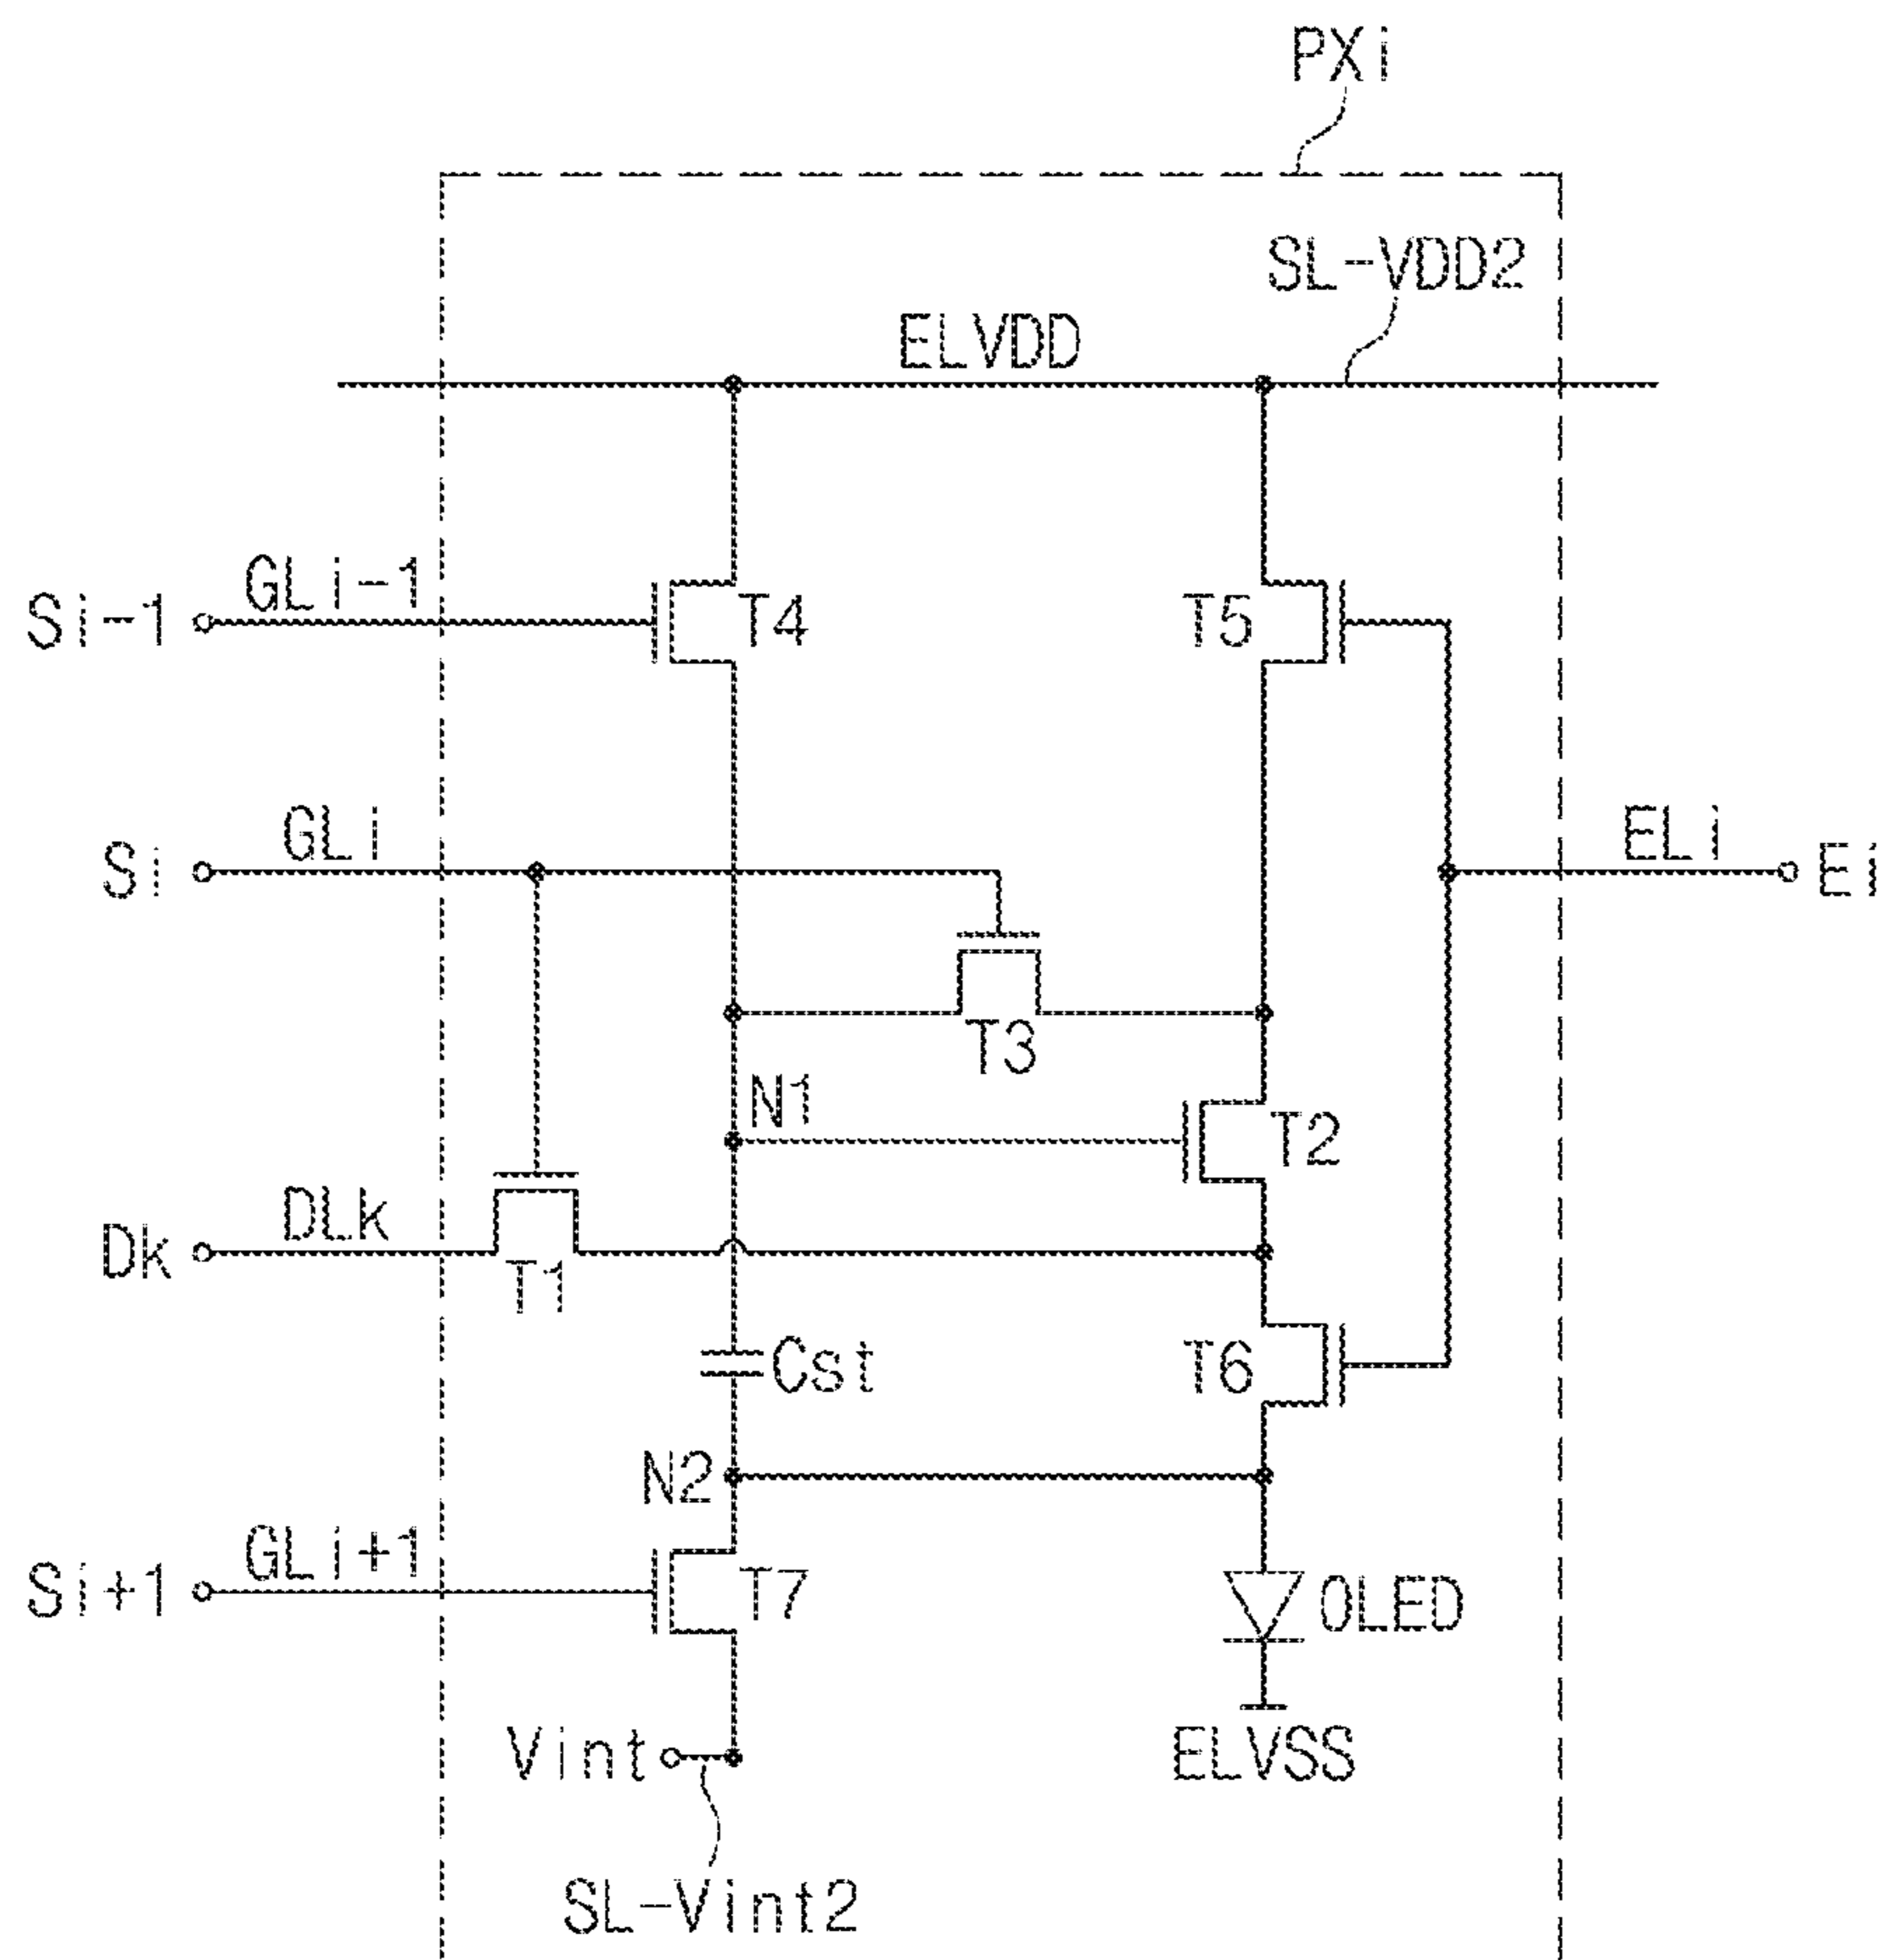 PXi
SL-VDD2
ELVDD
GLi-1
Si-1
T4
T5
GLi
Si
ELi
Ei
T3
N1
T2
DLk
Dk
T1
Cst
T6
N2
GLi+1
Si+1
T7
OLED
Vint
ELVSS
SL-Vint2